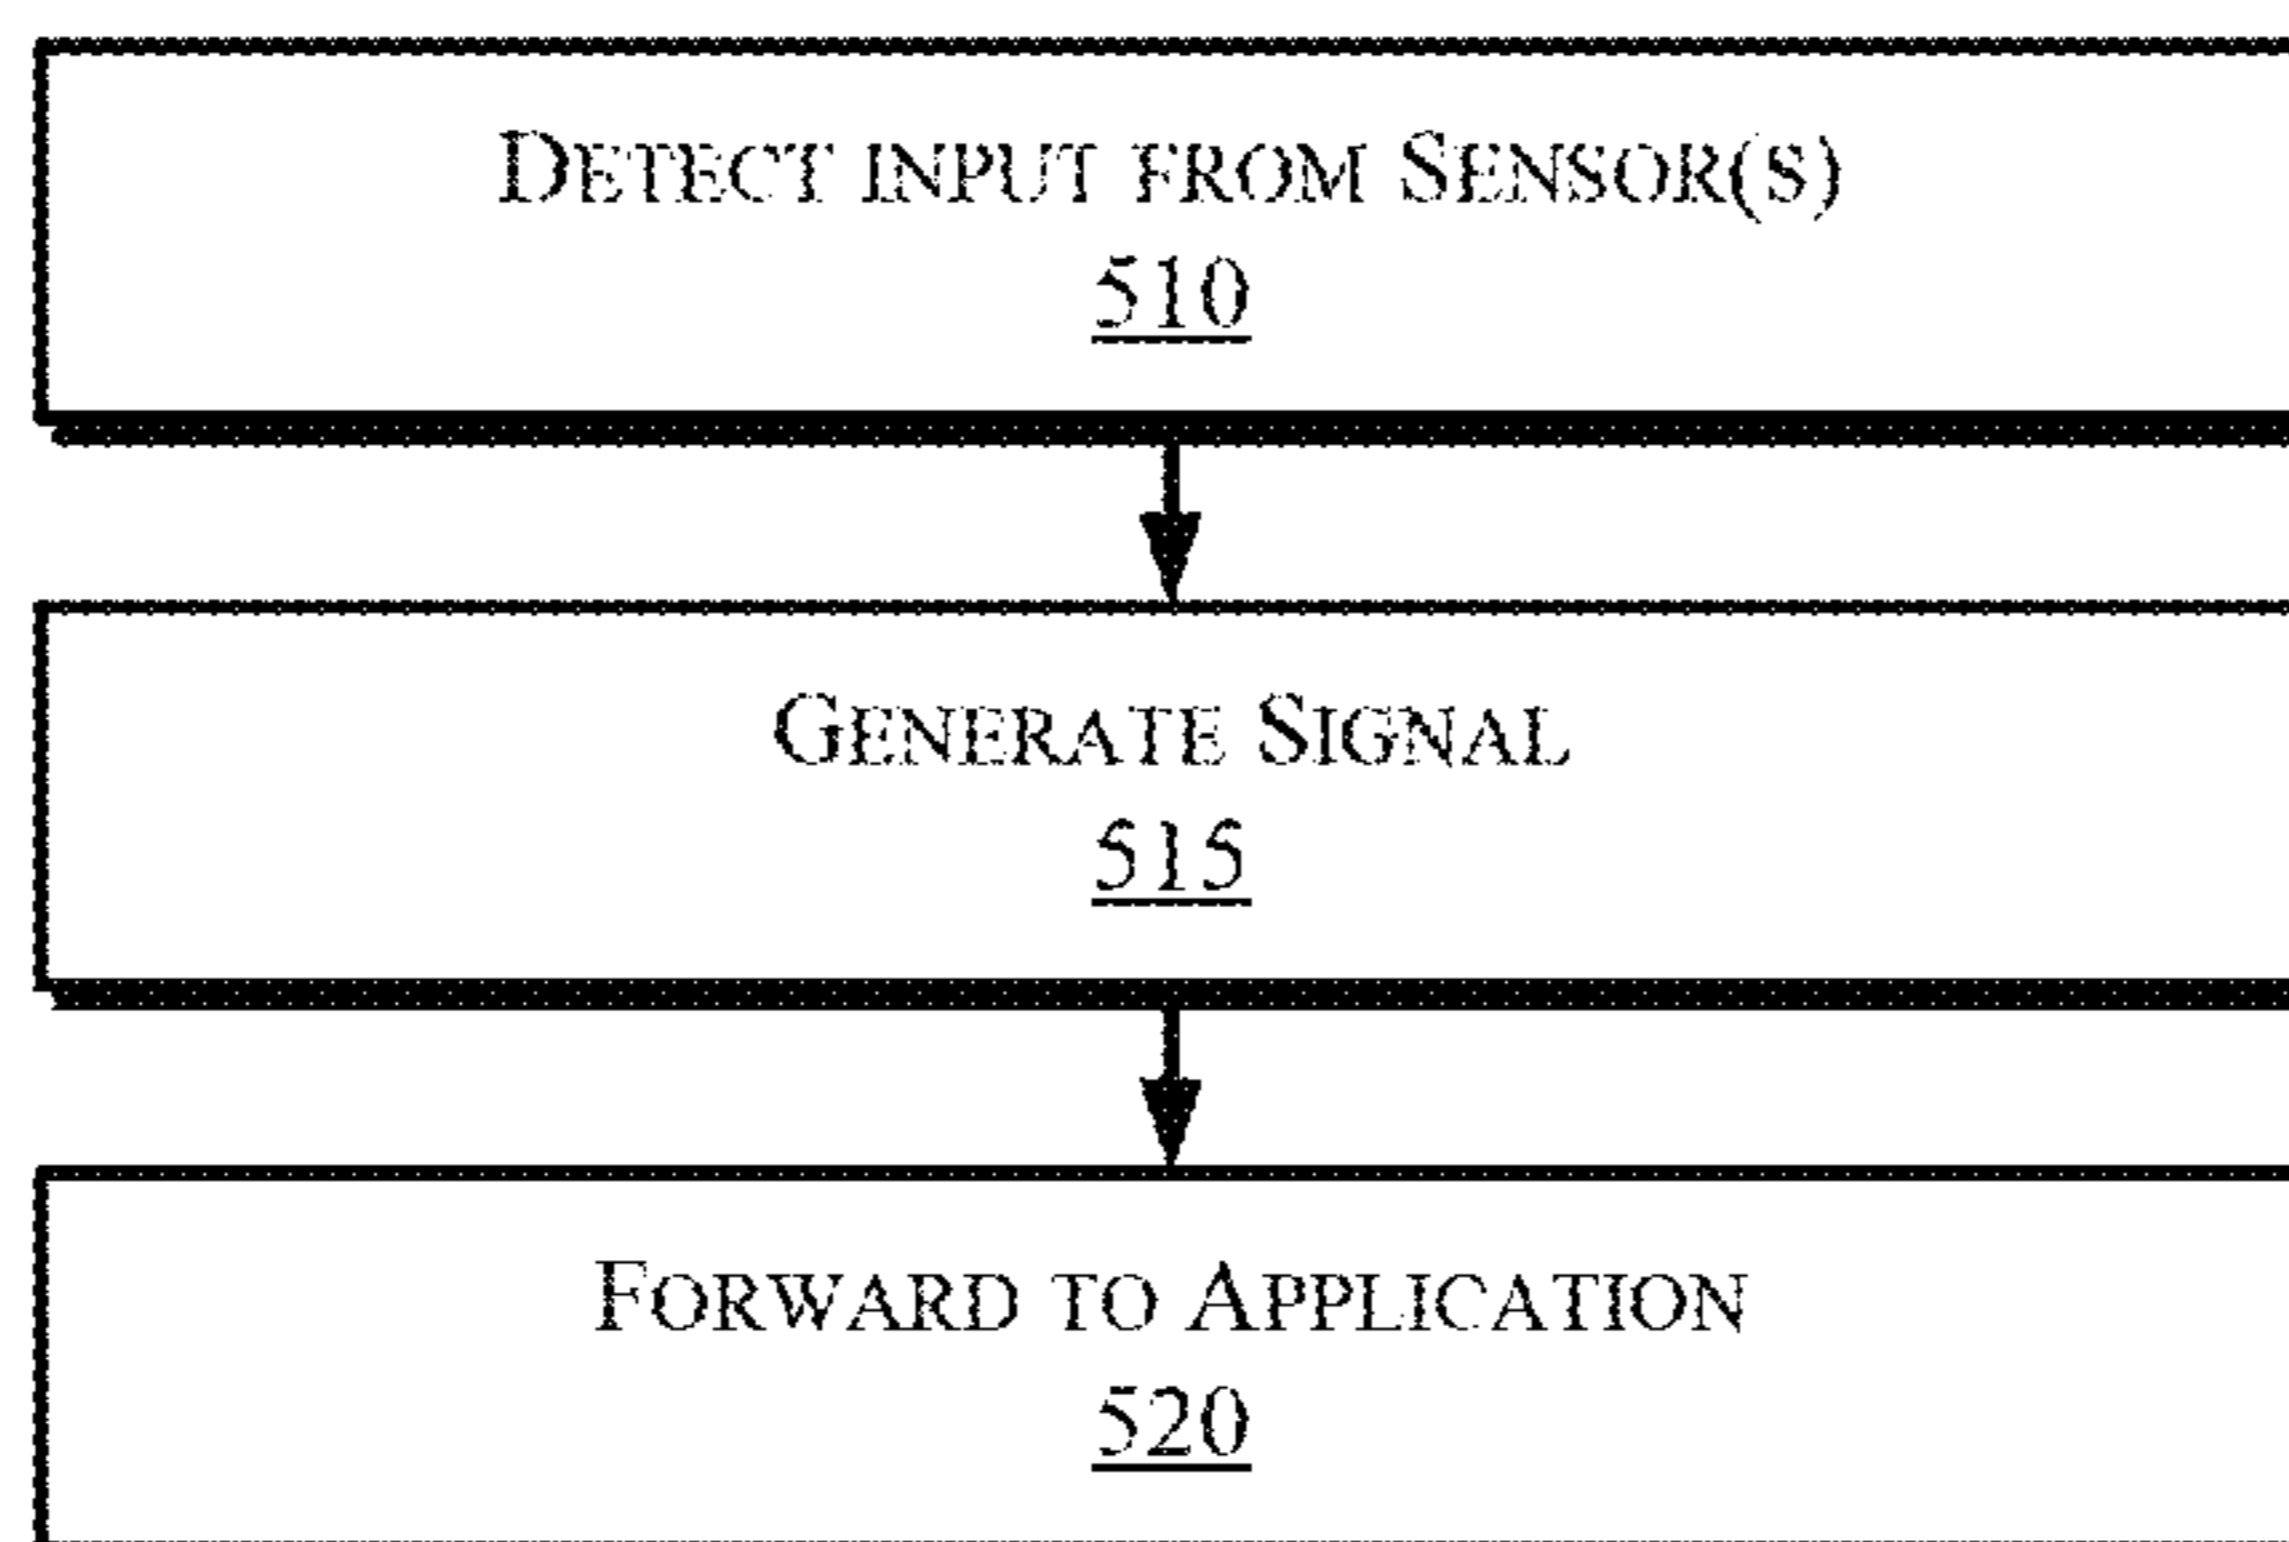 DETECT INPUT FROM SENSOR(S)
510
GENERATE SIGNAL
515
FORWARD TO APPLICATION
520